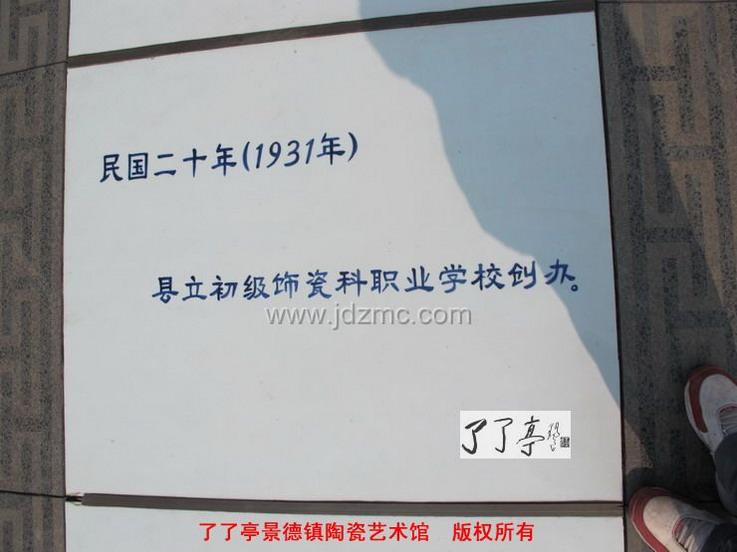 民国二十年(1931年)
县立初级饰瓷科职业学校创办。
www.jdzmc.com
了了亭
了了亭景德镇陶瓷艺术馆 版权所有